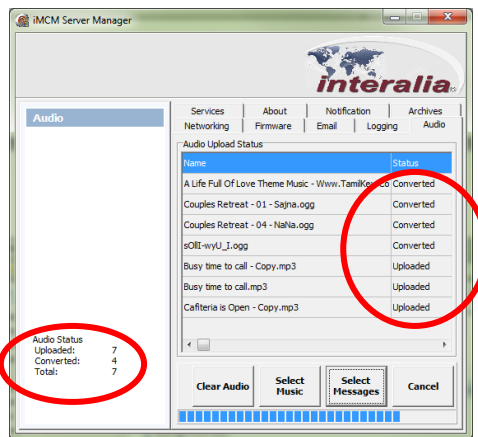 iMCM Server Manager
interalia
Audio
Services About Notification Archives
Networking Firmware Email Logging Audio
Audio Upload Status
Name Status
A Life Full Of Love Theme Music - Www.TamilKey.Co Converted
Couples Retreat - 01 - Sajna.ogg Converted
Couples Retreat - 04 - NaNa.ogg Converted
sOlI-wyU_I.ogg Converted
Busy time to call - Copy.mp3 Uploaded
Busy time to call.mp3 Uploaded
Cafiteria is Open - Copy.mp3 Uploaded
Audio Status
Uploaded: 7
Converted: 4
Total: 7
Clear Audio Select Music Select Messages Cancel